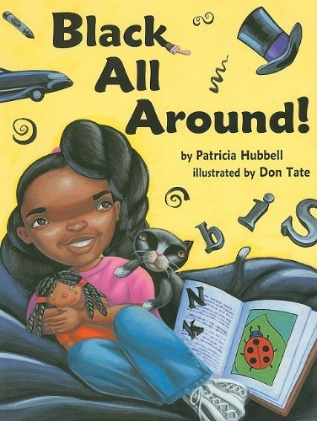 Black
All
Around!
by Patricia Hubbell
illustrated by Don Tate
b i S
N
K